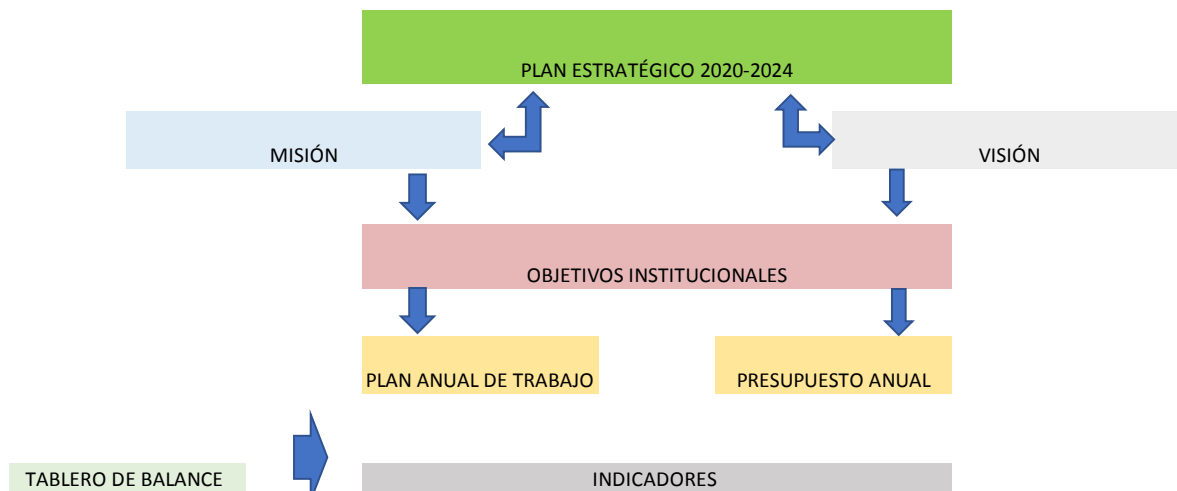 PLAN ESTRATÉGICO 2020-2024
MISIÓN
VISIÓN
OBJETIVOS INSTITUCIONALES
PLAN ANUAL DE TRABAJO
PRESUPUESTO ANUAL
TABLERO DE BALANCE
INDICADORES